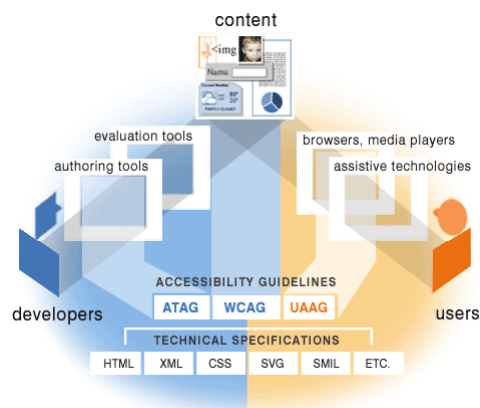 content
<img
Name
evaluation tools
authoring tools
browsers, media players
assistive technologies
developers
users
ACCESSIBILITY GUIDELINES
ATAG WCAG UAAG
TECHNICAL SPECIFICATIONS
HTML XML CSS SVG SMIL ETC.